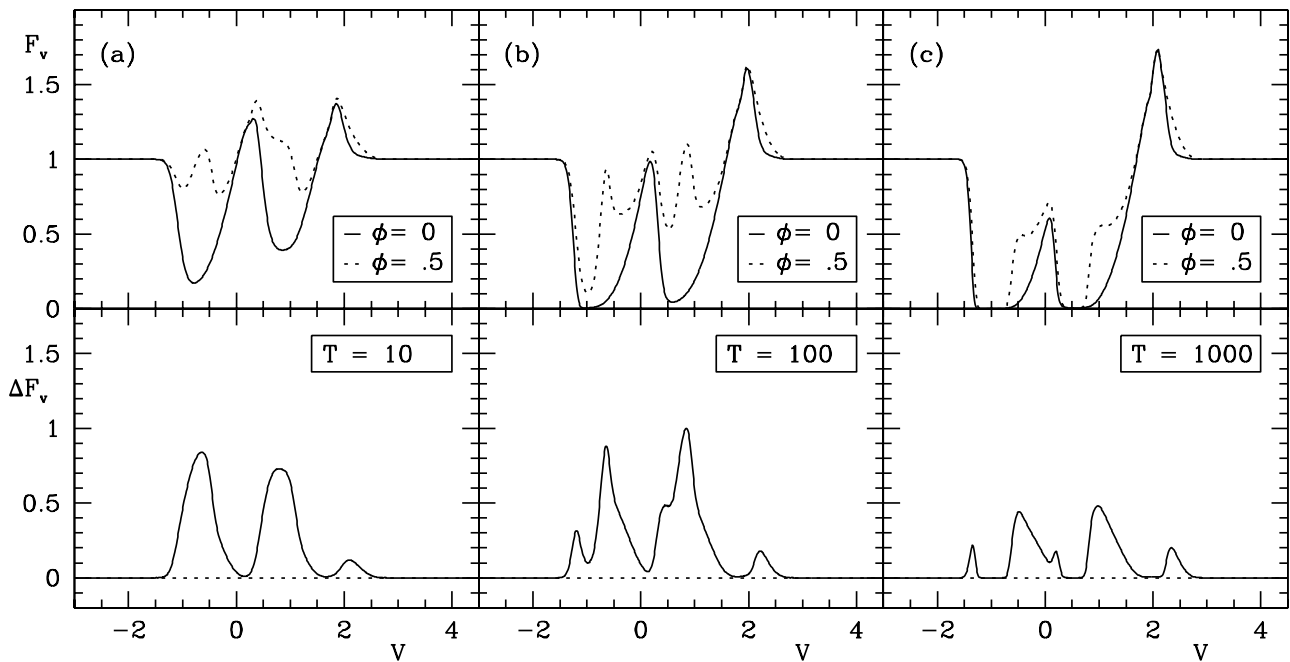 (a) (b) (c)
F_v
1.5
1
0.5
0
— ϕ= 0
··· ϕ= .5
— ϕ= 0
··· ϕ= .5
— ϕ= 0
··· ϕ= .5
T = 10
T = 100
T = 1000
1.5
ΔF_v
1
0.5
0
−2 0 2 4 −2 0 2 4 −2 0 2 4
V V V